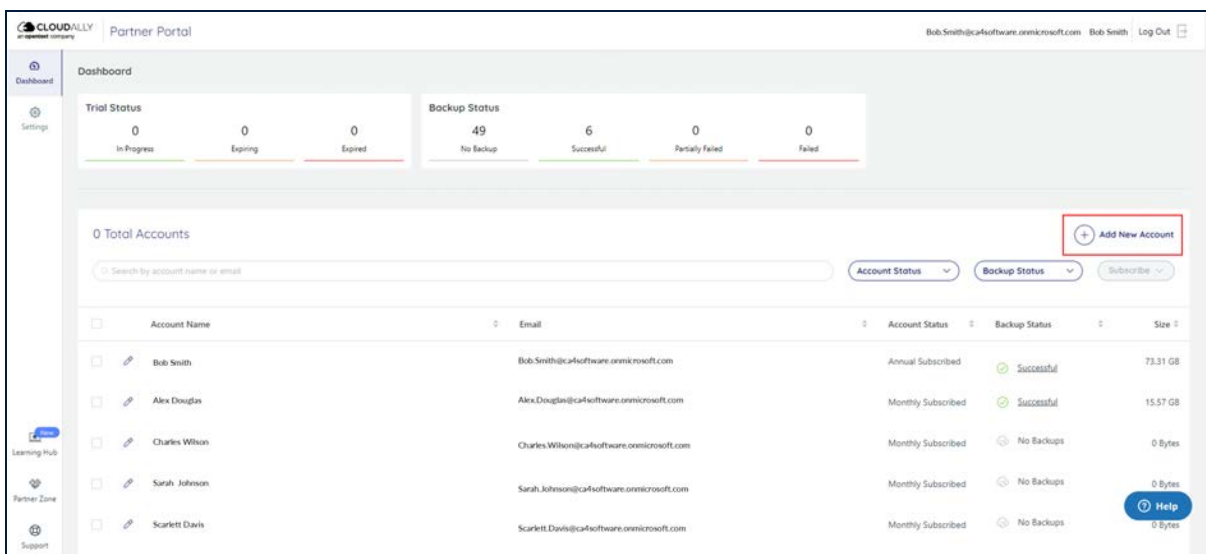 CLOUDALLY
an opentext company
Partner Portal
Bob.Smith@ca4software.onmicrosoft.com Bob Smith Log Out
Dashboard
Settings
Learning Hub
New
Partner Zone
Support
Dashboard
Trial Status
0 0 0
In Progress Expiring Expired
Backup Status
49 6 0 0
No Backup Successful Partially Failed Failed
0 Total Accounts
Add New Account
Search by account name or email
Account Status Backup Status Subscribe
Account Name Email Account Status Backup Status Size
Bob Smith Bob.Smith@ca4software.onmicrosoft.com Annual Subscribed Successful 73.31 GB
Alex Douglas Alex.Douglas@ca4software.onmicrosoft.com Monthly Subscribed Successful 15.57 GB
Charles Wilson Charles.Wilson@ca4software.onmicrosoft.com Monthly Subscribed No Backups 0 Bytes
Sarah Johnson Sarah.Johnson@ca4software.onmicrosoft.com Monthly Subscribed No Backups 0 Bytes
Scarlett Davis Scarlett.Davis@ca4software.onmicrosoft.com Monthly Subscribed No Backups 0 Bytes
Help